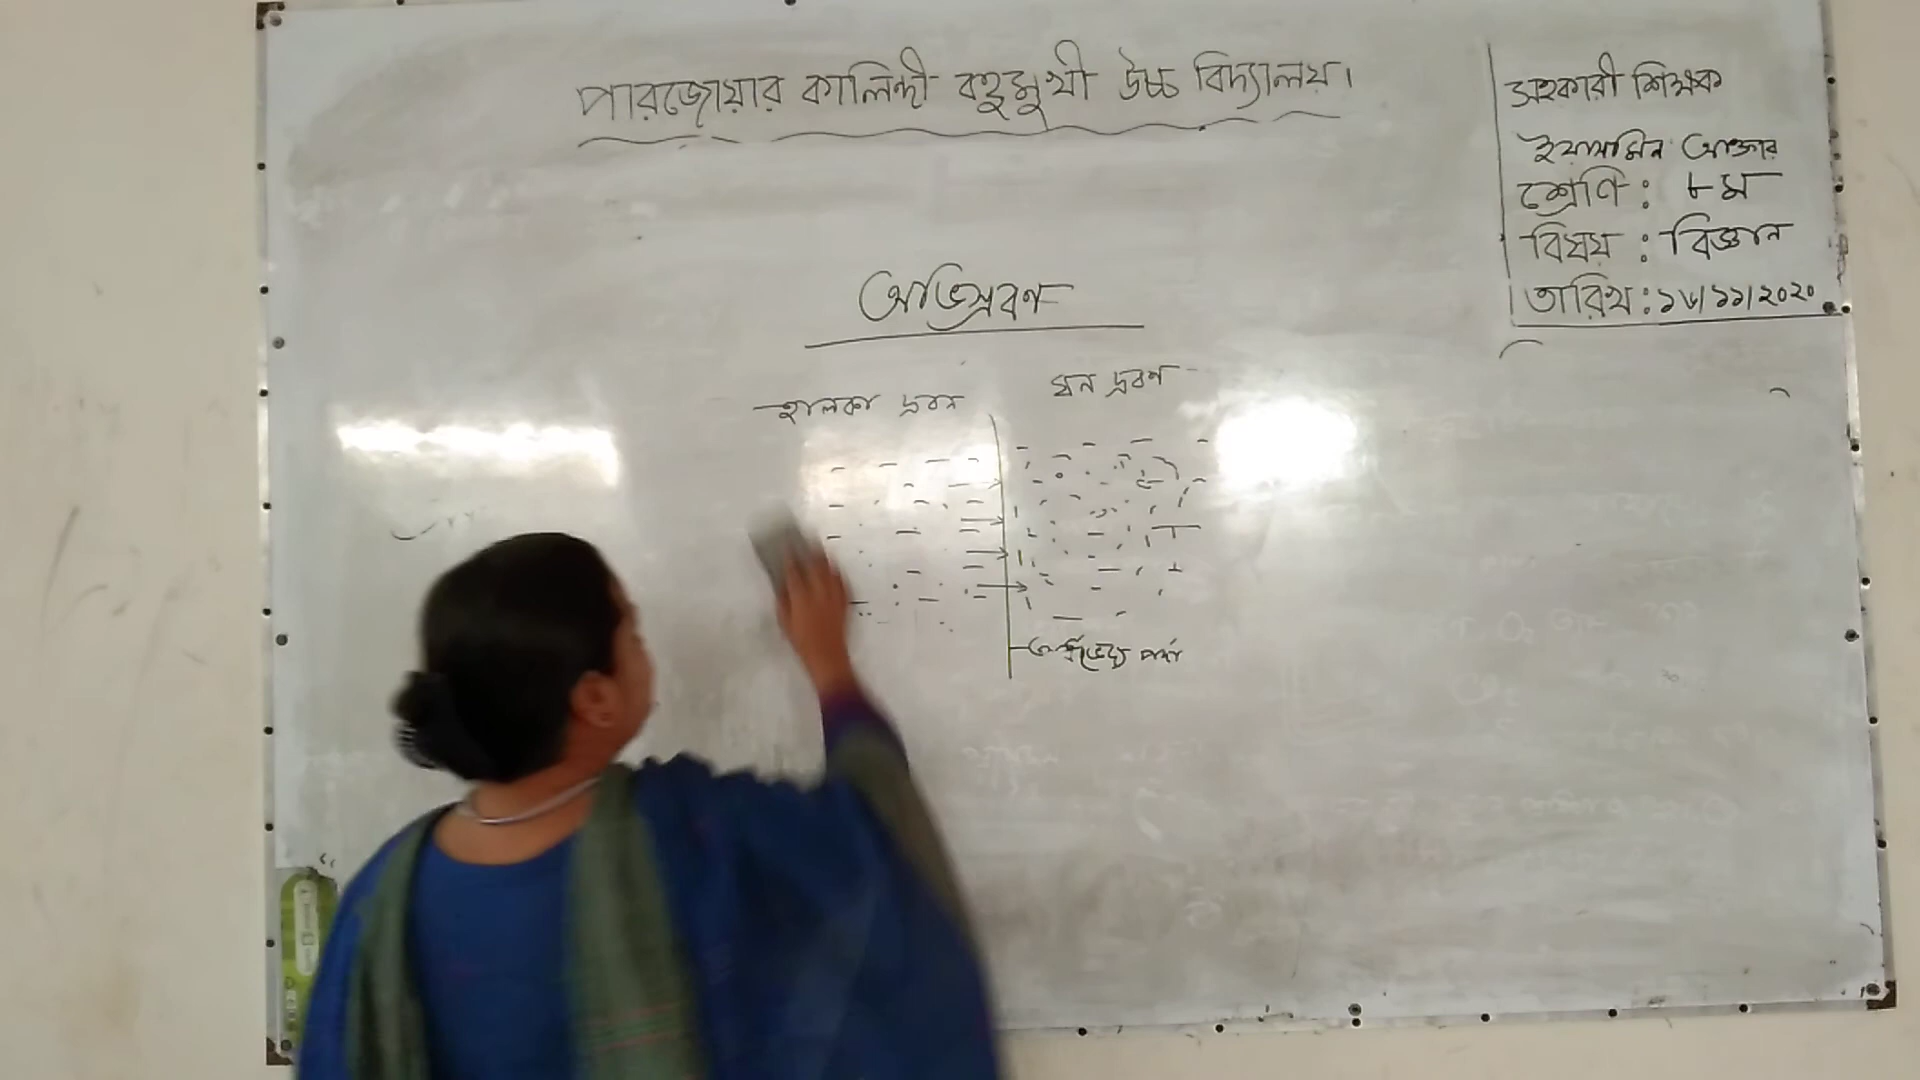 পারজোয়ার কালিন্দী বহুমুখী উচ্চ বিদ্যালয়।
সহকারী শিক্ষক
ইয়াসমিন আক্তার
শ্রেণি : ৮ম
বিষয় : বিজ্ঞান
তারিখ : ১৬/১১/২০২০
অভিস্রবণ
হালকা দ্রবণ
ঘন দ্রবণ
অর্ধভেদ্য পর্দা